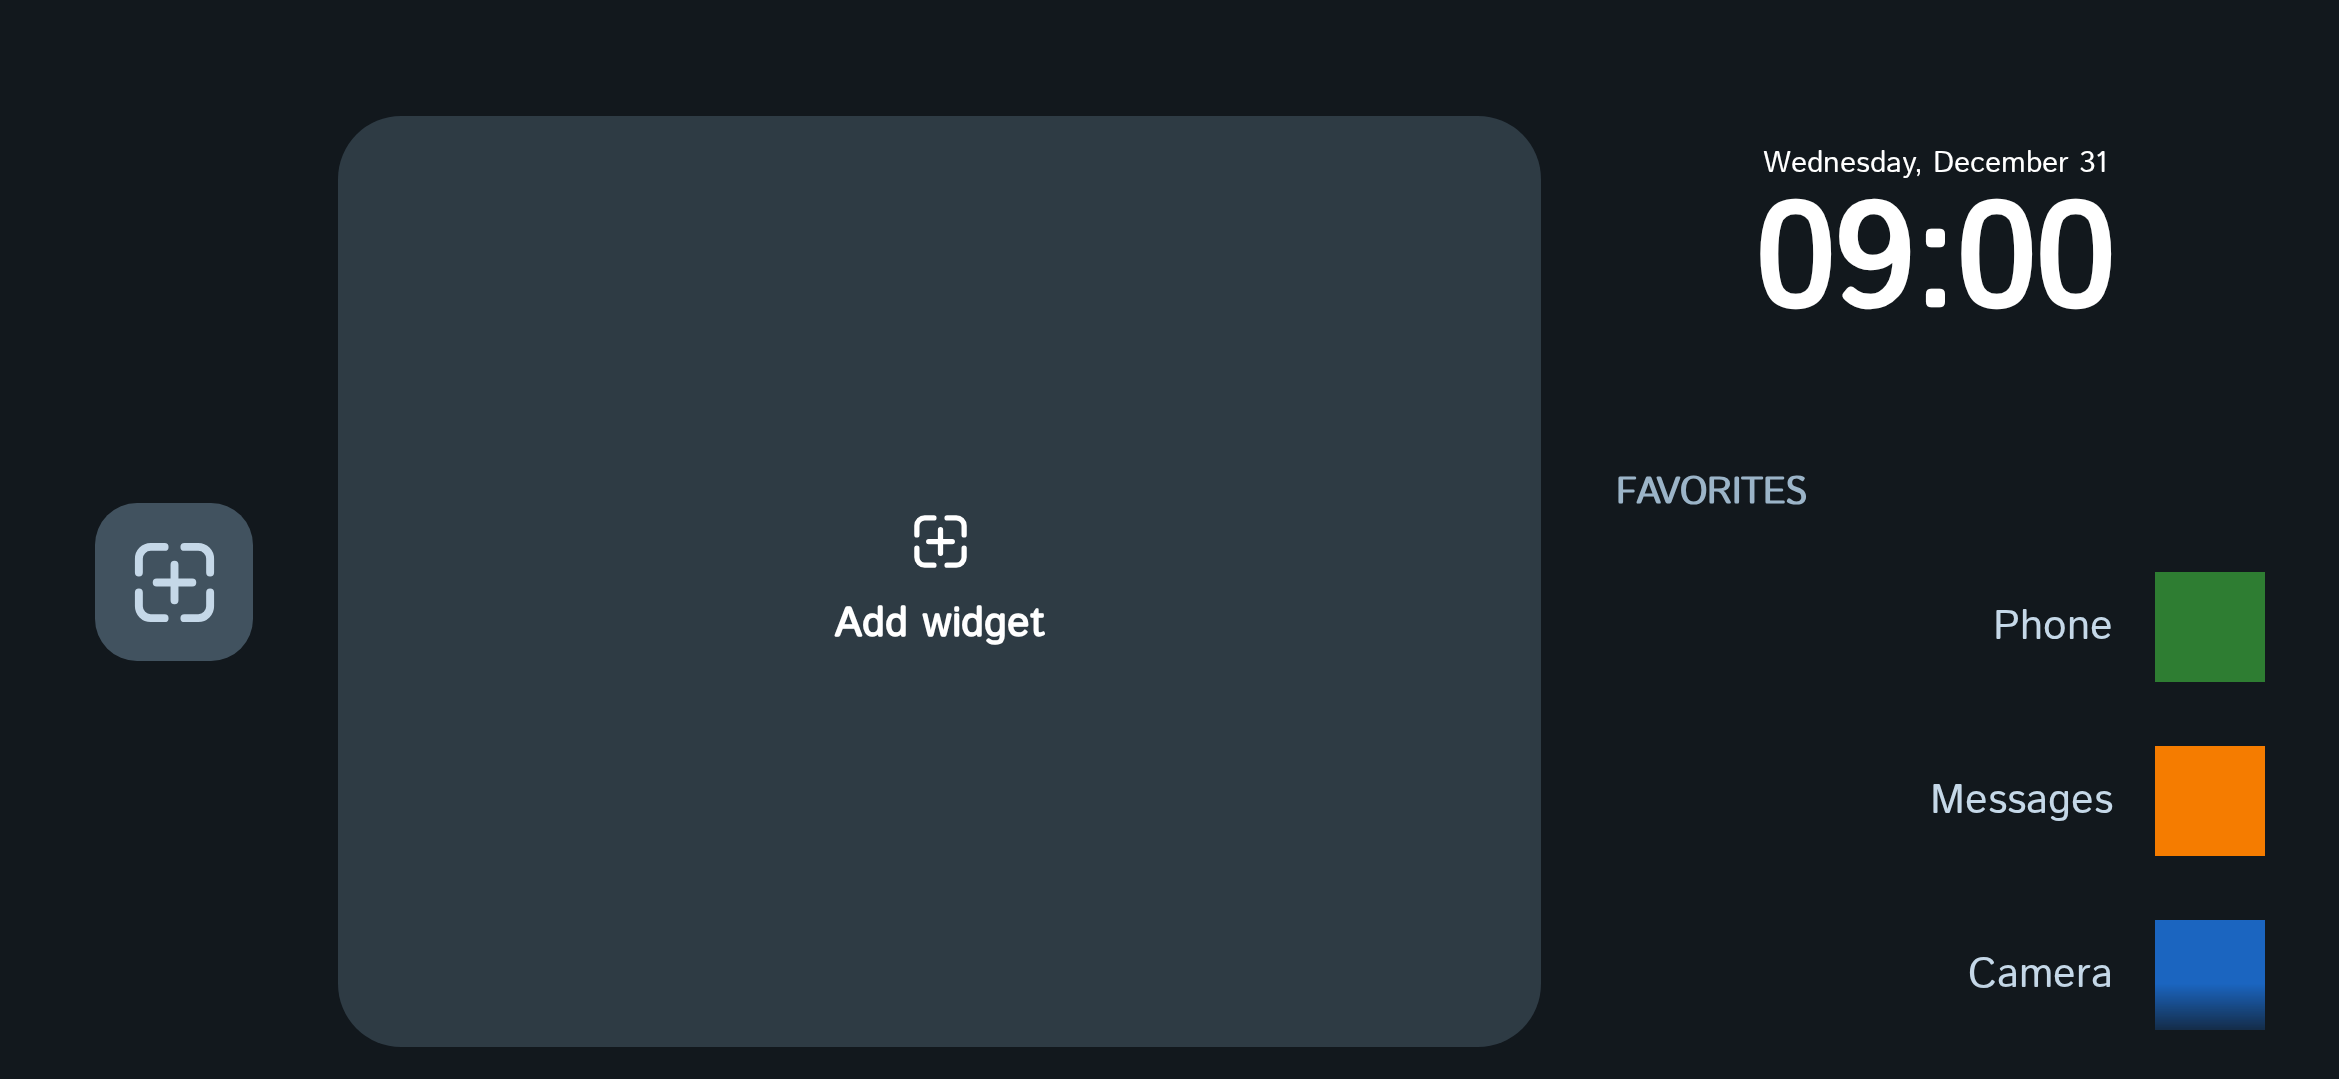 Wednesday, December 31
09:00
FAVORITES
Add widget
Phone
Messages
Camera